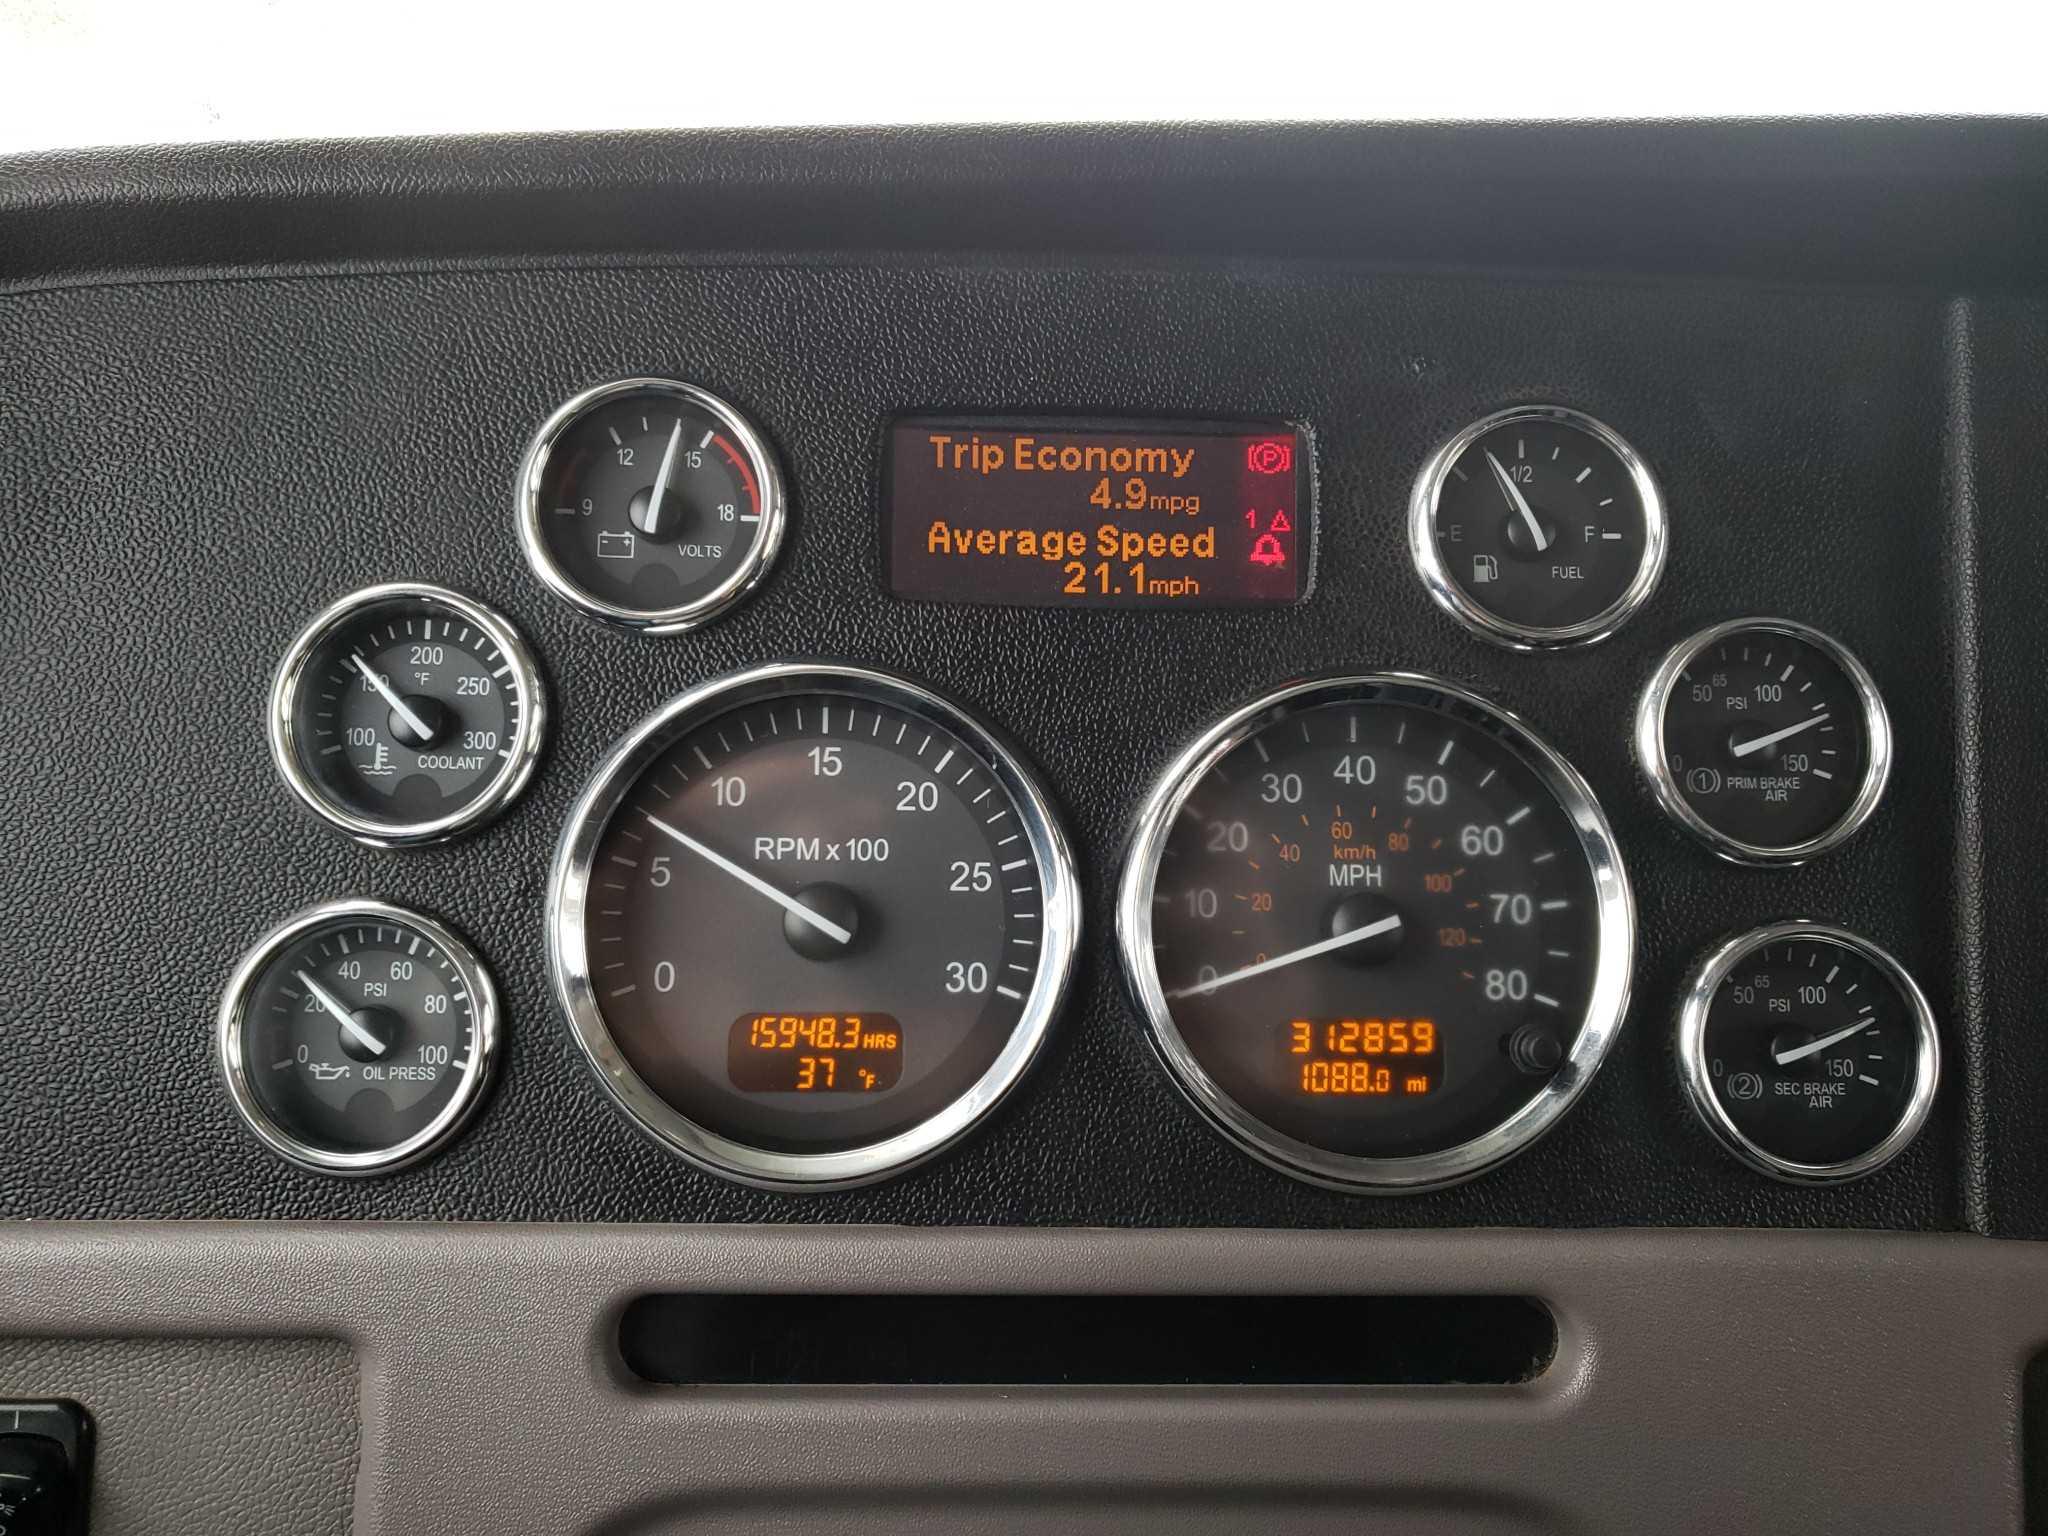 9 12 15 18
VOLTS
Trip Economy
4.9mpg
Average Speed
21.1mph
(P)
1
E 1/2 F
FUEL
100 150 200 250 300
°F
COOLANT
0 5 10 15 20 25 30
RPM x 100
15948.3 HRS
37 °F
0 10 20 30 40 50 60 70 80
MPH
0 20 40 60 80 100 120
km/h
312859
1088.0 mi
0 50 65 100 150
PSI
(1) PRIM BRAKE
AIR
0 20 40 60 80 100
PSI
OIL PRESS
0 50 65 100 150
PSI
(2) SEC BRAKE
AIR